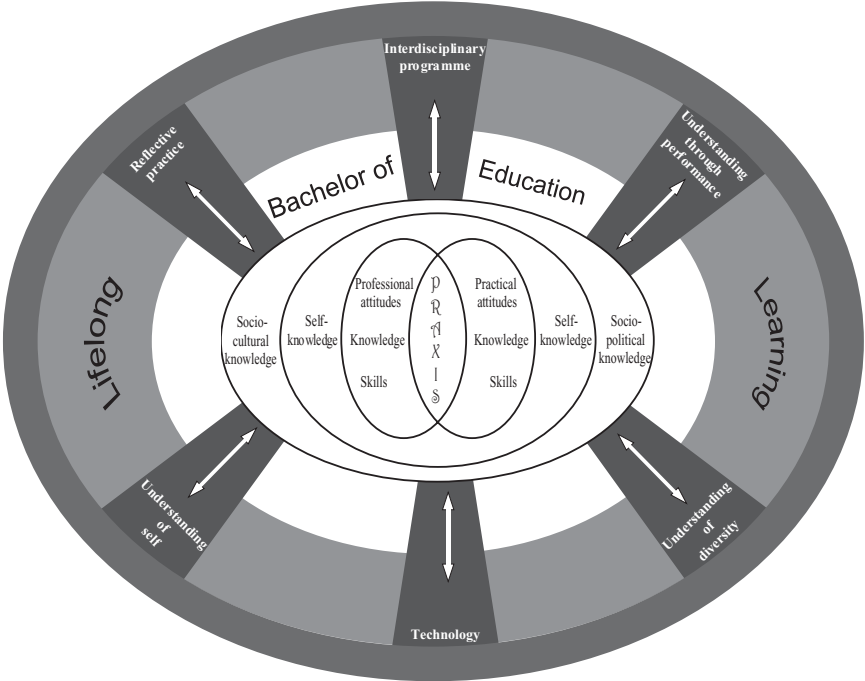 Interdisciplinary
programme
Reflective
practice
Understanding
through
performance
Bachelor of Education
Lifelong
Learning
Socio-
cultural
knowledge
Self-
knowledge
Professional
attitudes
Knowledge
Skills
PRAXIS
Practical
attitudes
Knowledge
Skills
Self-
knowledge
Socio-
political
knowledge
Understanding
of
self
Technology
Understanding
of
diversity